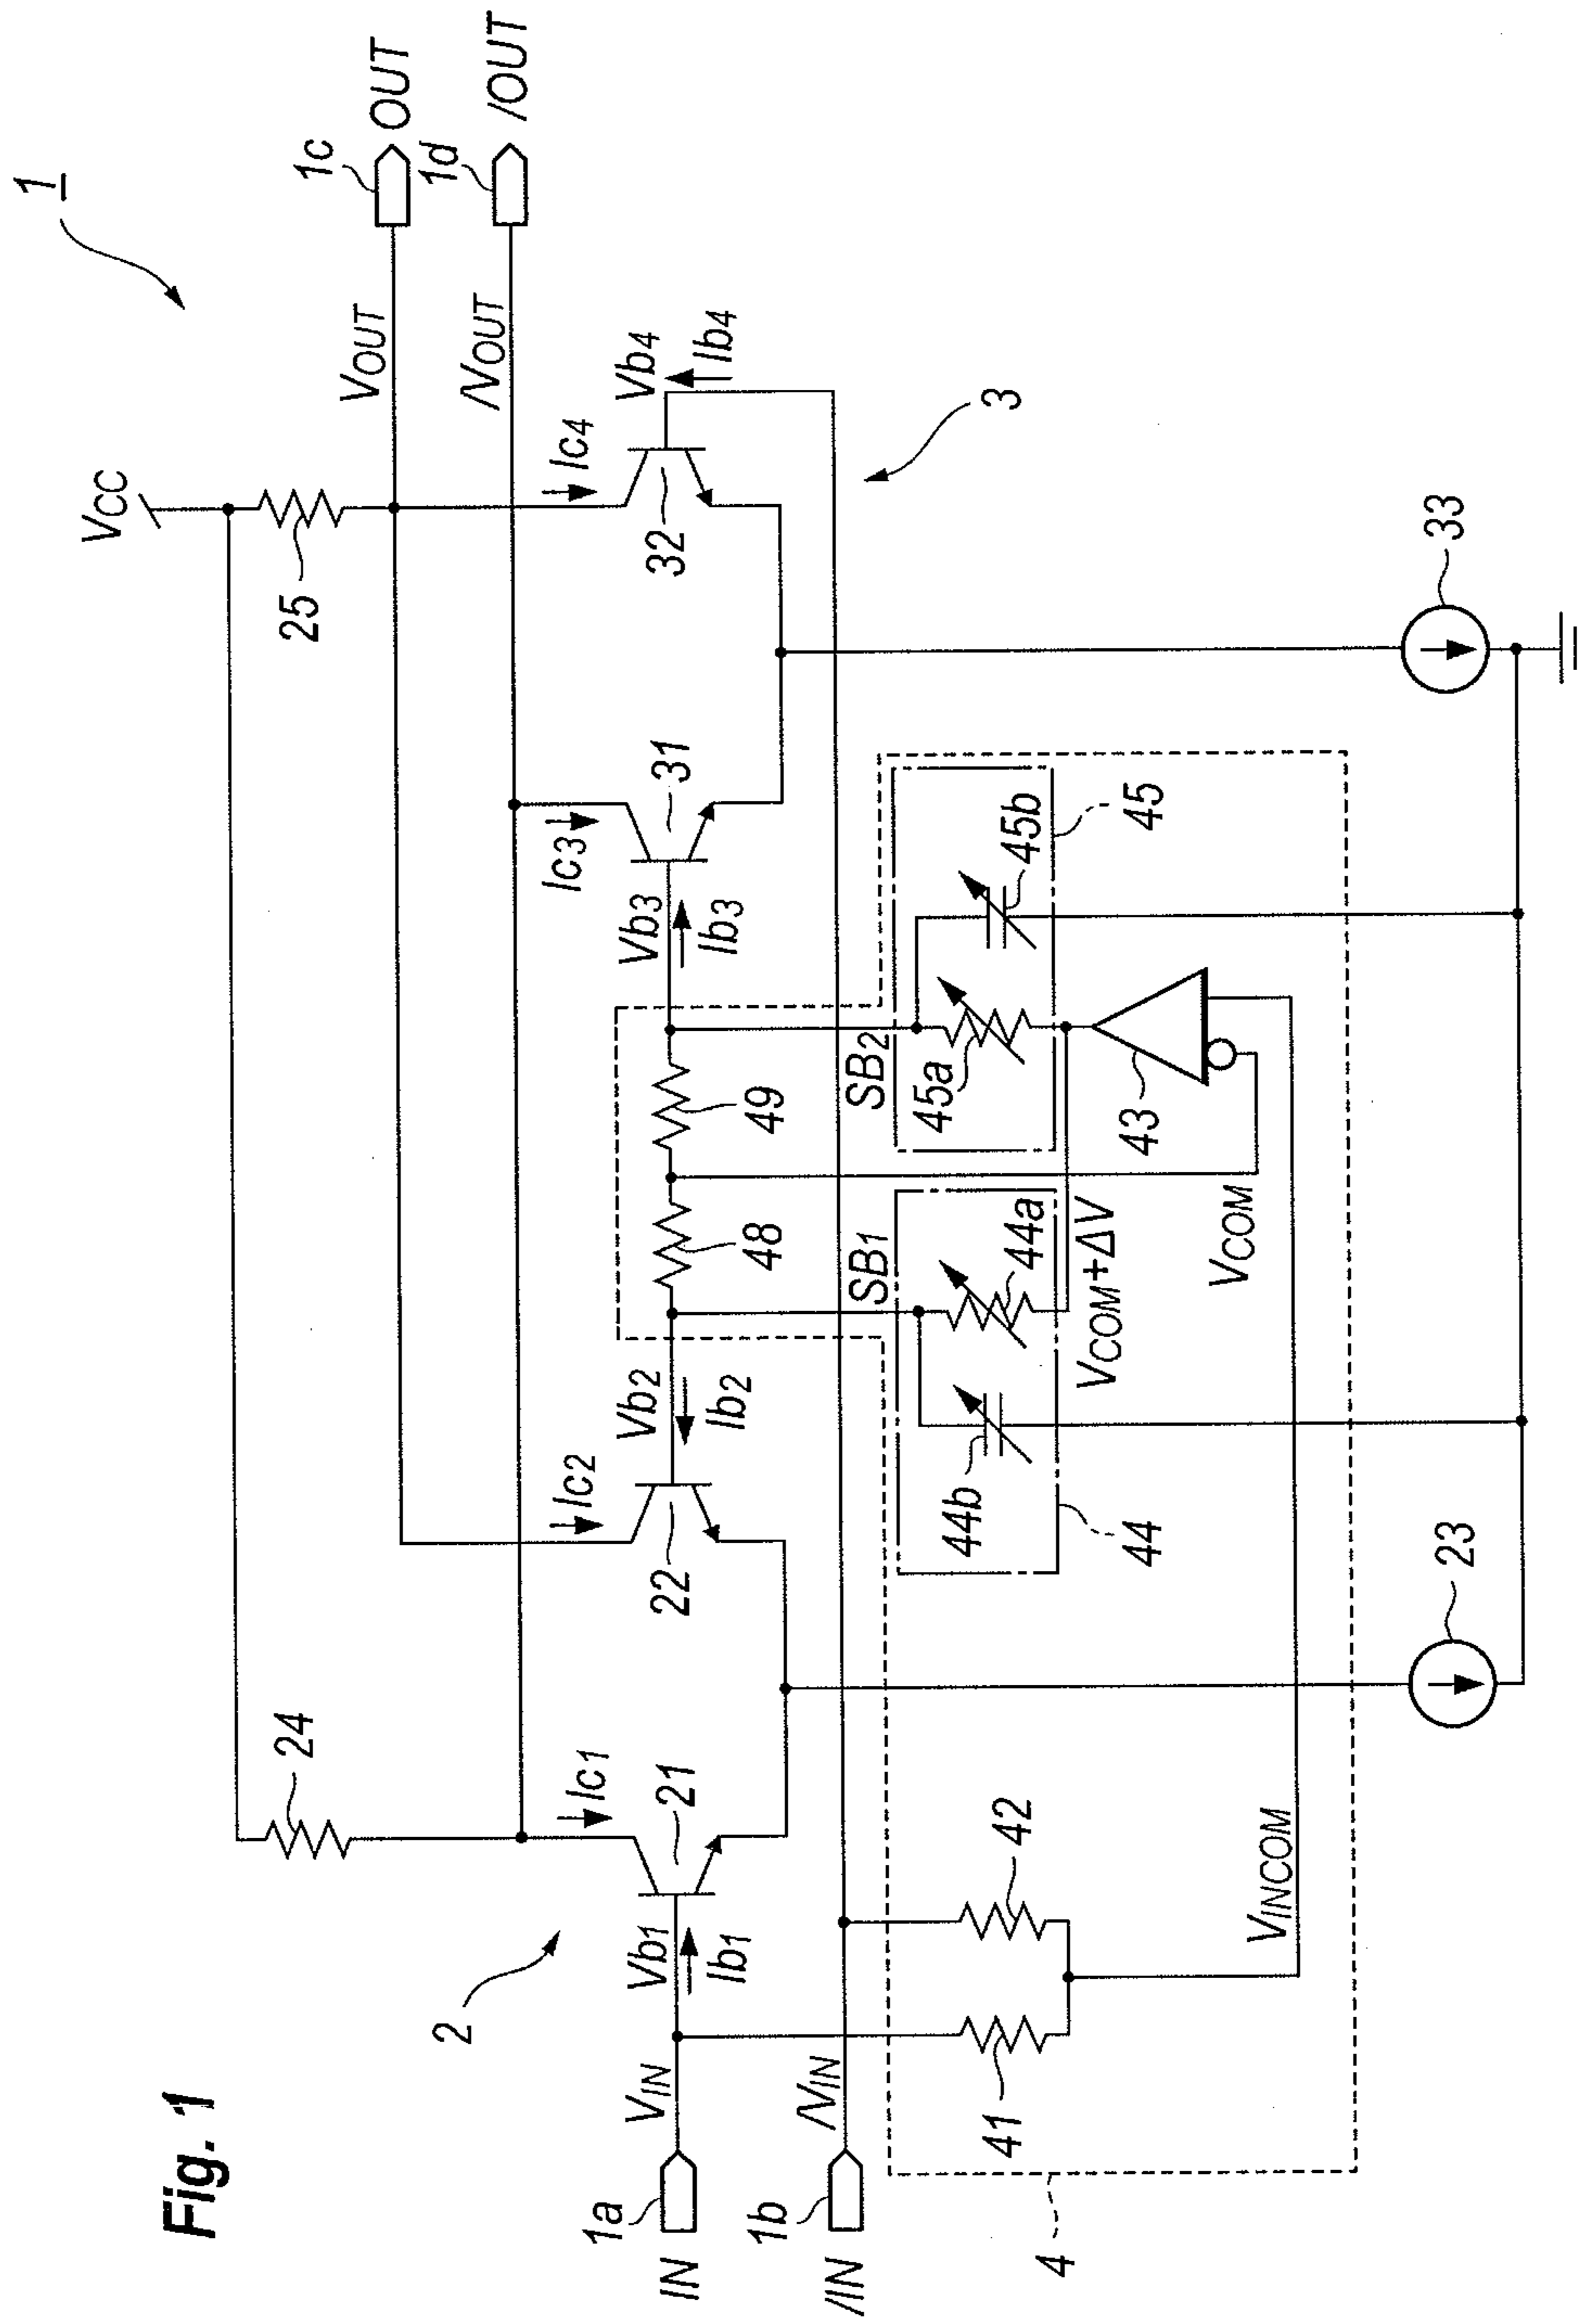 Fig. 1
1
VCC
24
25
VOUT
1c
OUT
/VOUT
1d
/OUT
2
Ic1
Ic2
Ic3
Ic4
1a
IN
VIN
Vb1
Ib1
21
22
Vb2
Ib2
48
49
Vb3
Ib3
31
32
Vb4
Ib4
1b
/IN
/VIN
SB1
SB2
3
41
42
44b
44a
45a
45b
44
45
4
VCOM+ΔV
43
VCOM
VINCOM
23
33